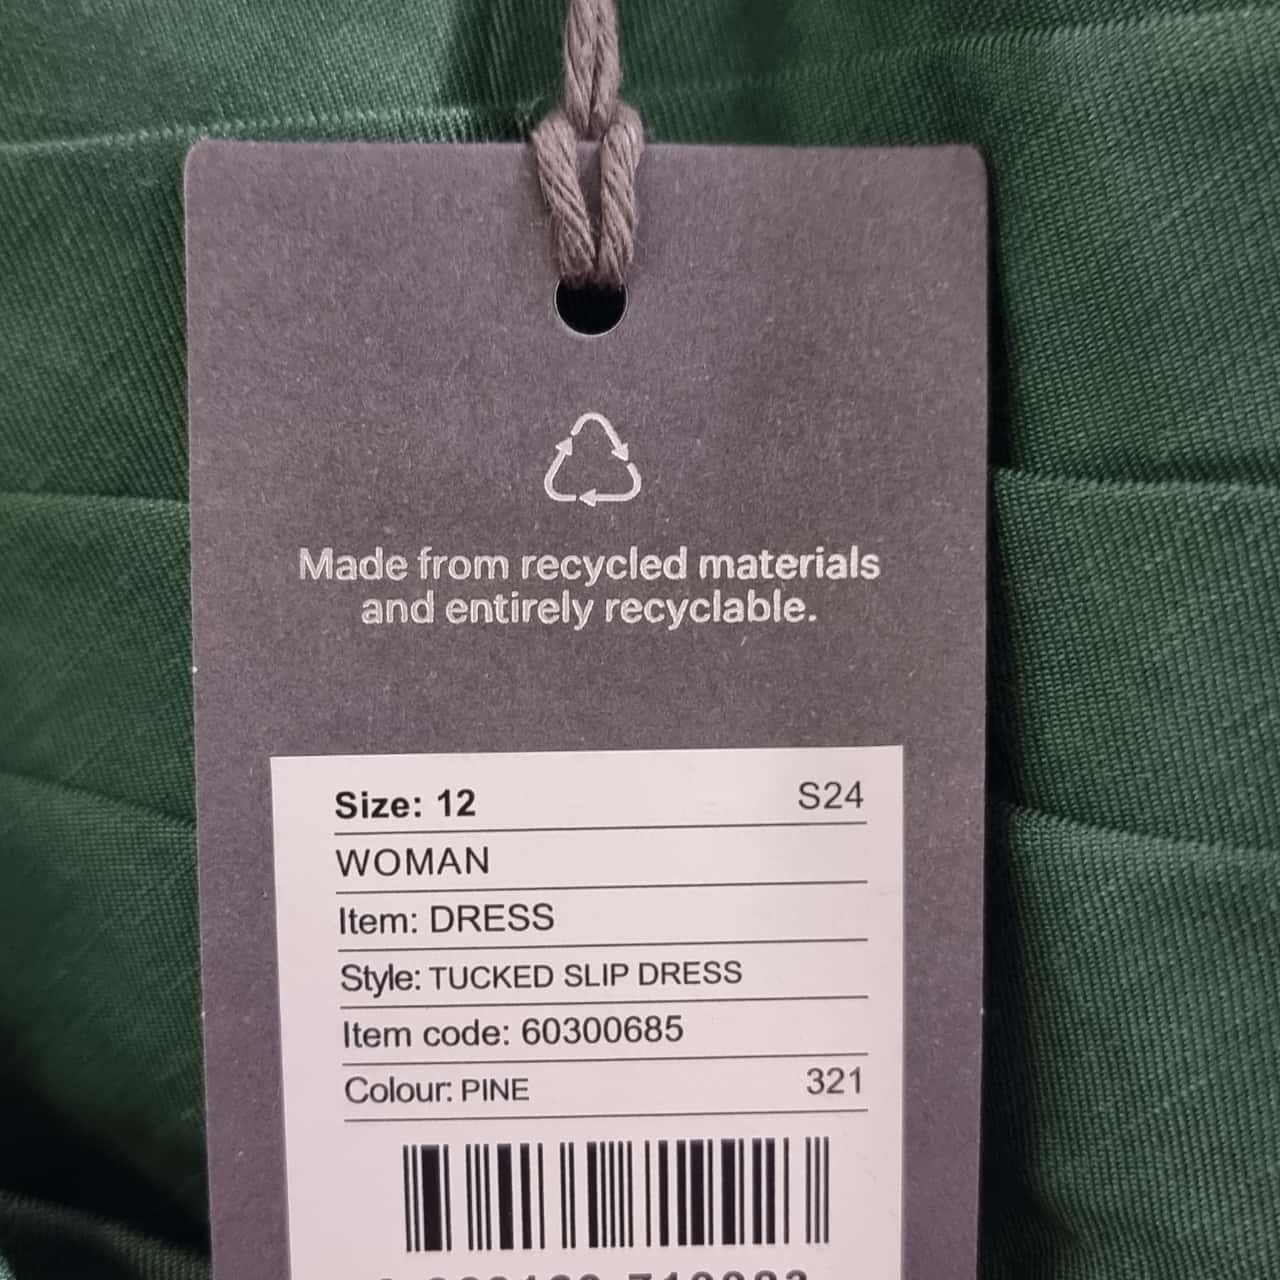 Made from recycled materials
and entirely recyclable.
Size: 12 S24
WOMAN
Item: DRESS
Style: TUCKED SLIP DRESS
Item code: 60300685
Colour: PINE 321